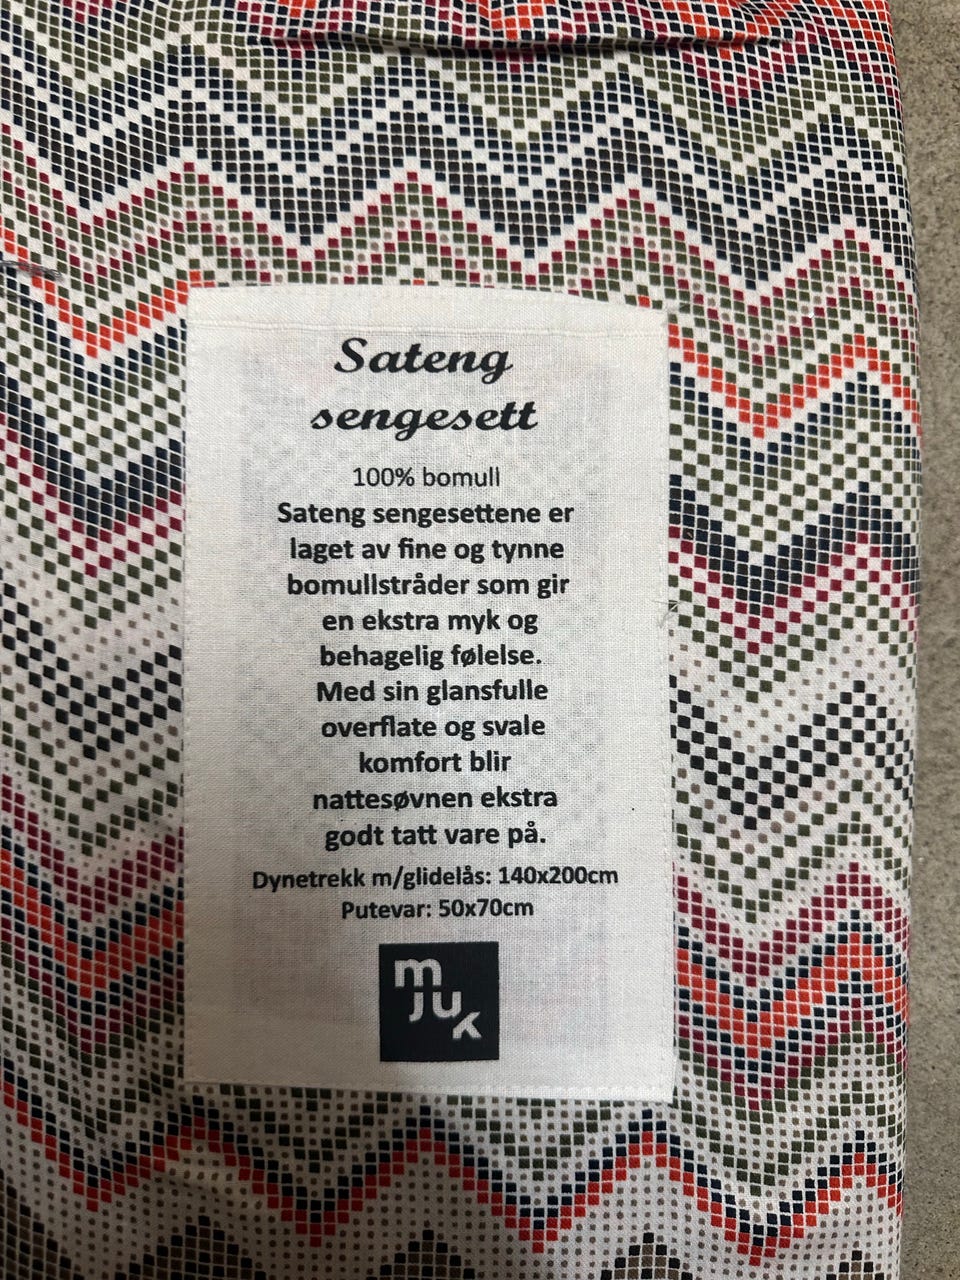 Sateng
sengesett
100% bomull
Sateng sengesettene er
laget av fine og tynne
bomullstråder som gir
en ekstra myk og
behagelig følelse.
Med sin glansfulle
overflate og svale
komfort blir
nattesøvnen ekstra
godt tatt vare på.
Dynetrekk m/glidelås: 140x200cm
Putevar: 50x70cm
mjuk